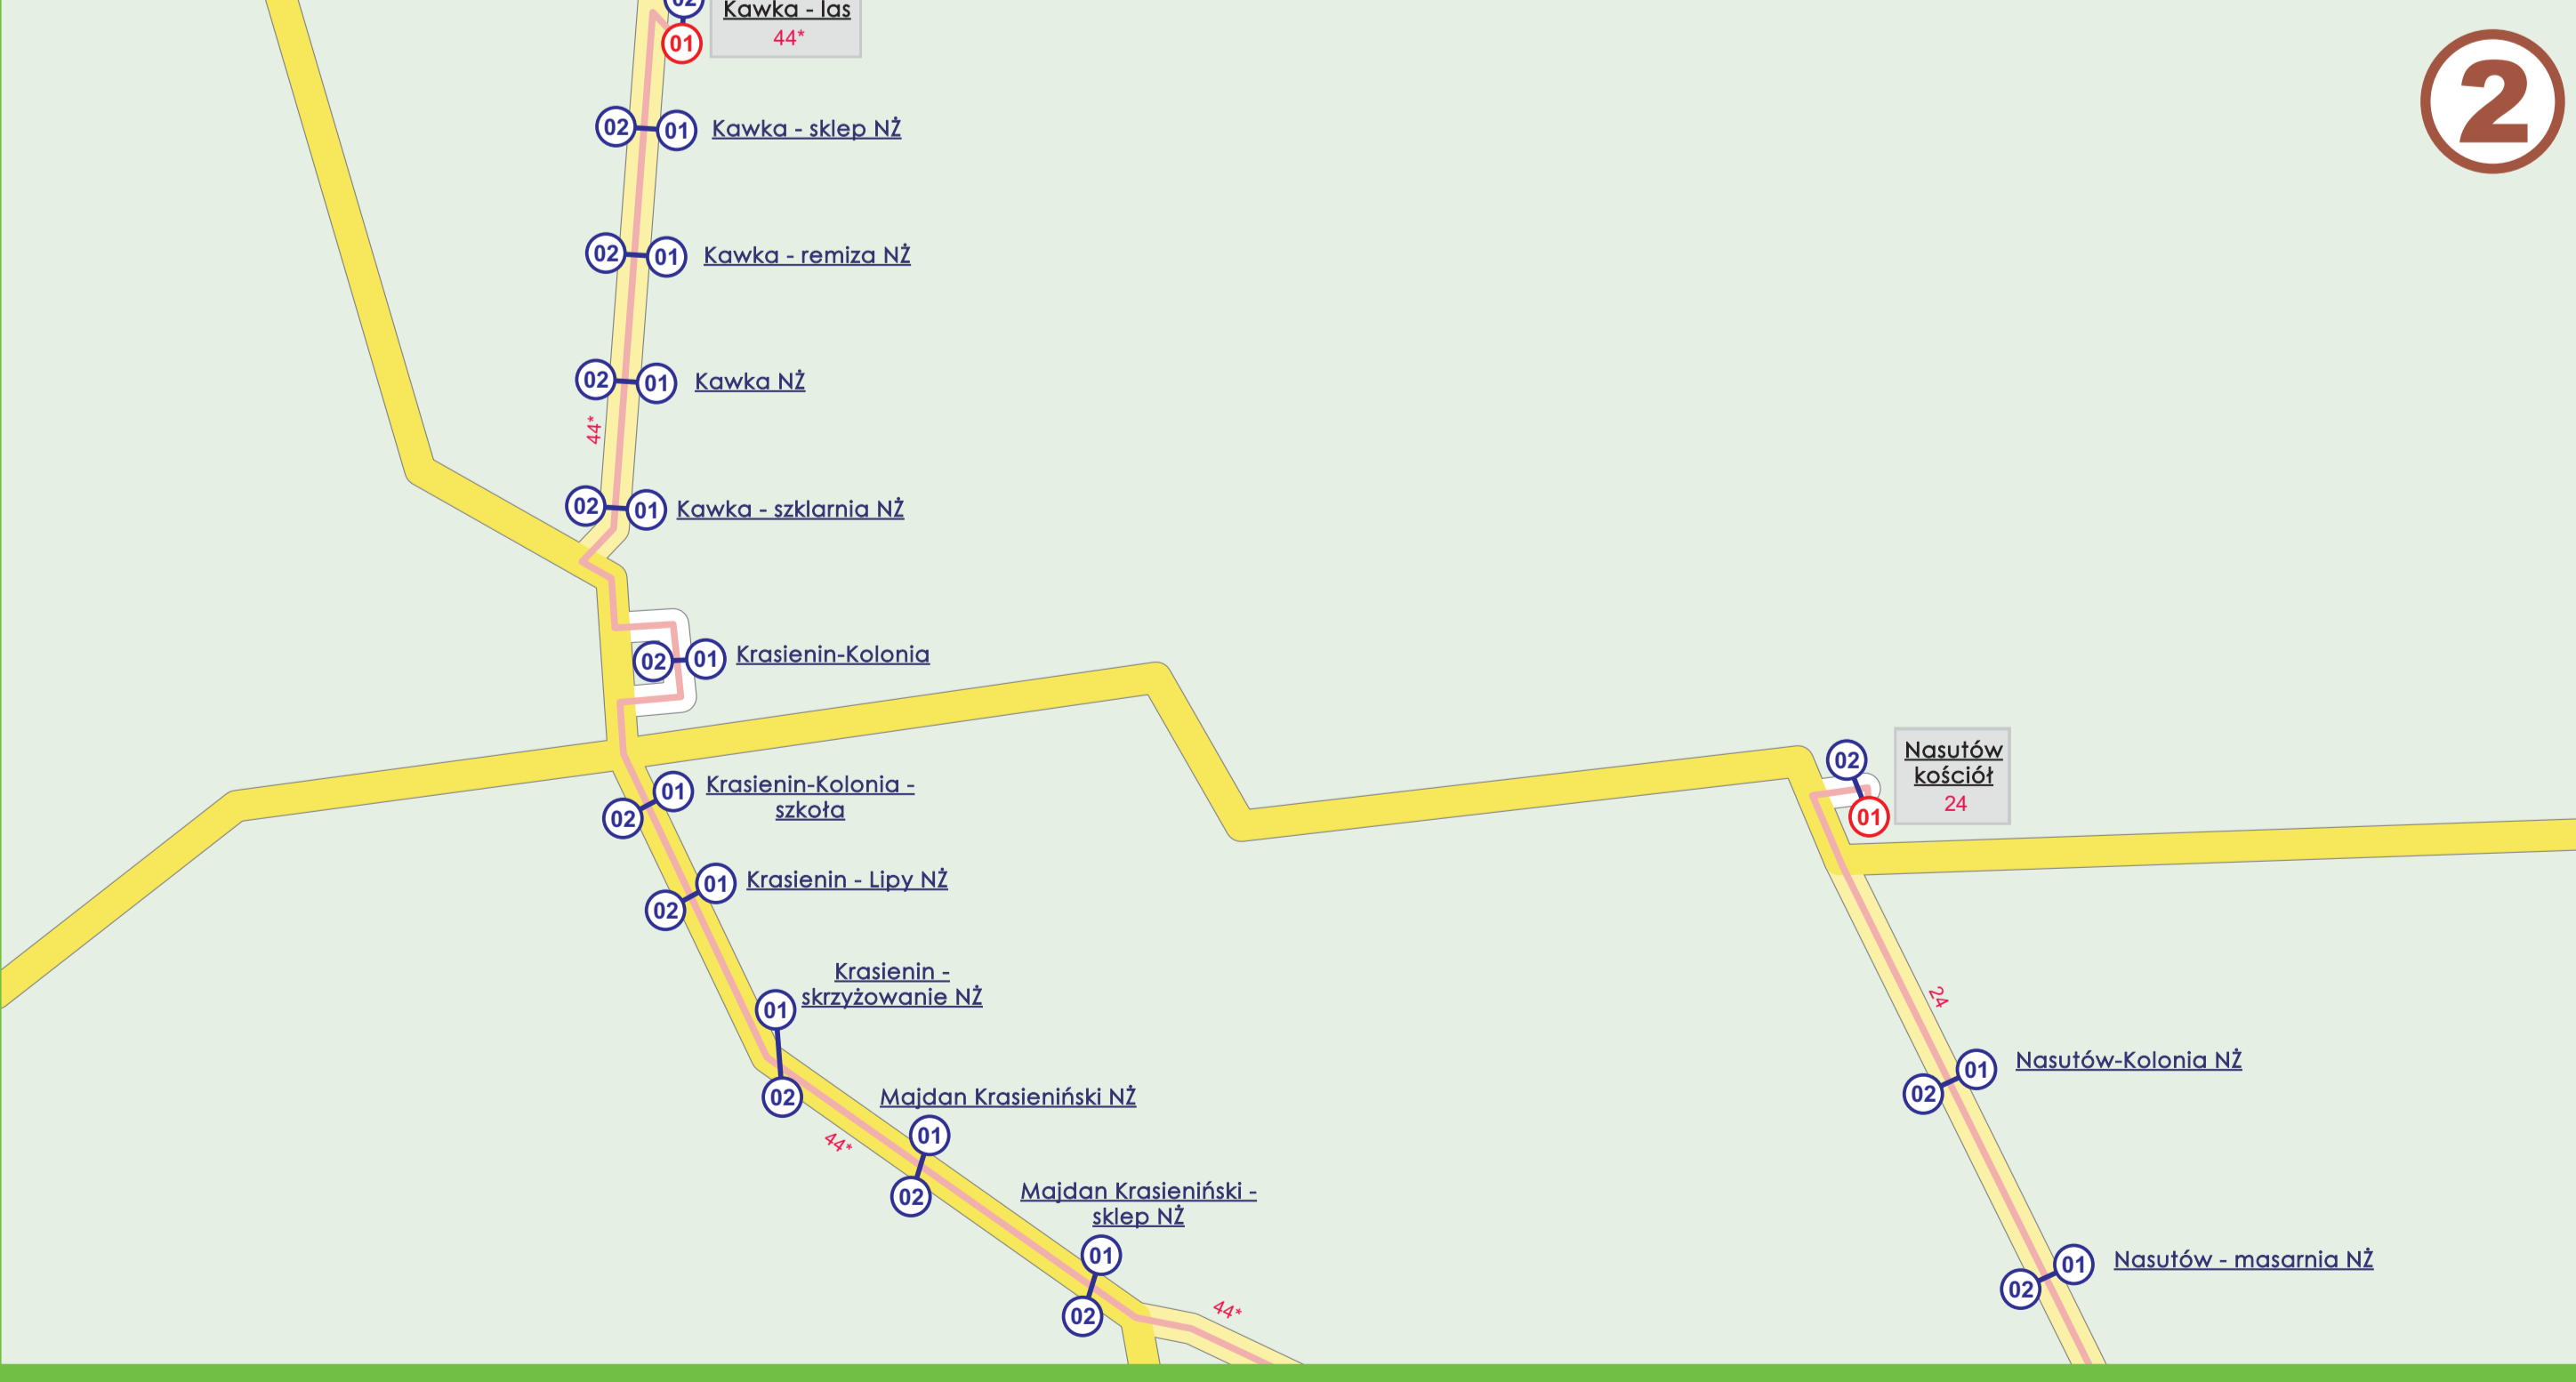 02
Kawka - las
44*
01
2
02
01
Kawka - sklep NŻ
02
01
Kawka - remiza NŻ
02
01
Kawka NŻ
44*
02
01
Kawka - szklarnia NŻ
02
01
Krasienin-Kolonia
02
Nasutów
kościół
24
01
01
02
Krasienin-Kolonia -
szkoła
01
02
Krasienin - Lipy NŻ
Krasienin -
skrzyżowanie NŻ
01
02
24
Nasutów-Kolonia NŻ
01
02
Majdan Krasieniński NŻ
44*
01
02
Majdan Krasieniński -
sklep NŻ
01
02
44*
Nasutów - masarnia NŻ
01
02